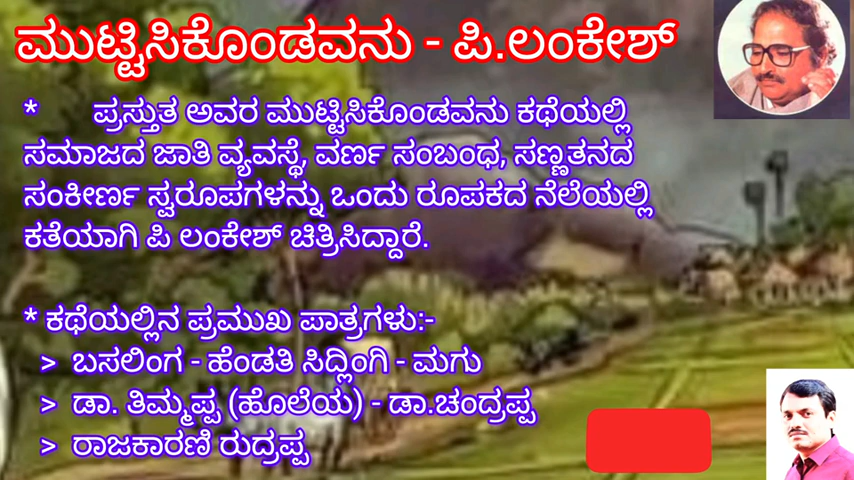 ಮುಟ್ಟಿಸಿಕೊಂಡವನು - ಪಿ.ಲಂಕೇಶ್
* ಪ್ರಸ್ತುತ ಅವರ ಮುಟ್ಟಿಸಿಕೊಂಡವನು ಕಥೆಯಲ್ಲಿ
ಸಮಾಜದ ಜಾತಿ ವ್ಯವಸ್ಥೆ, ವರ್ಣ ಸಂಬಂಧ, ಸಣ್ಣತನದ
ಸಂಕೀರ್ಣ ಸ್ವರೂಪಗಳನ್ನು ಒಂದು ರೂಪಕದ ನೆಲೆಯಲ್ಲಿ
ಕತೆಯಾಗಿ ಪಿ ಲಂಕೇಶ್ ಚಿತ್ರಿಸಿದ್ದಾರೆ.
* ಕಥೆಯಲ್ಲಿನ ಪ್ರಮುಖ ಪಾತ್ರಗಳು:-
> ಬಸಲಿಂಗ - ಹೆಂಡತಿ ಸಿದ್ಲಿಂಗಿ - ಮಗು
> ಡಾ. ತಿಮ್ಮಪ್ಪ (ಹೊಲೆಯ) - ಡಾ.ಚಂದ್ರಪ್ಪ
> ರಾಜಕಾರಣಿ ರುದ್ರಪ್ಪ